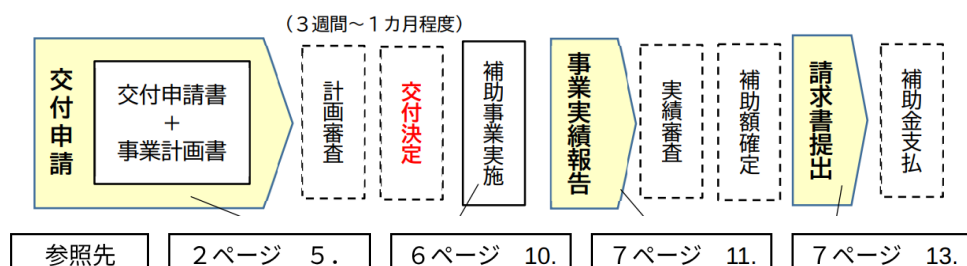 （３週間～１カ月程度）
交付申請
交付申請書
＋
事業計画書
計画審査
交付決定
補助事業実施
事業実績報告
実績審査
補助額確定
請求書提出
補助金支払
参照先
２ページ　５．
６ページ　10.
７ページ　11.
７ページ　13.